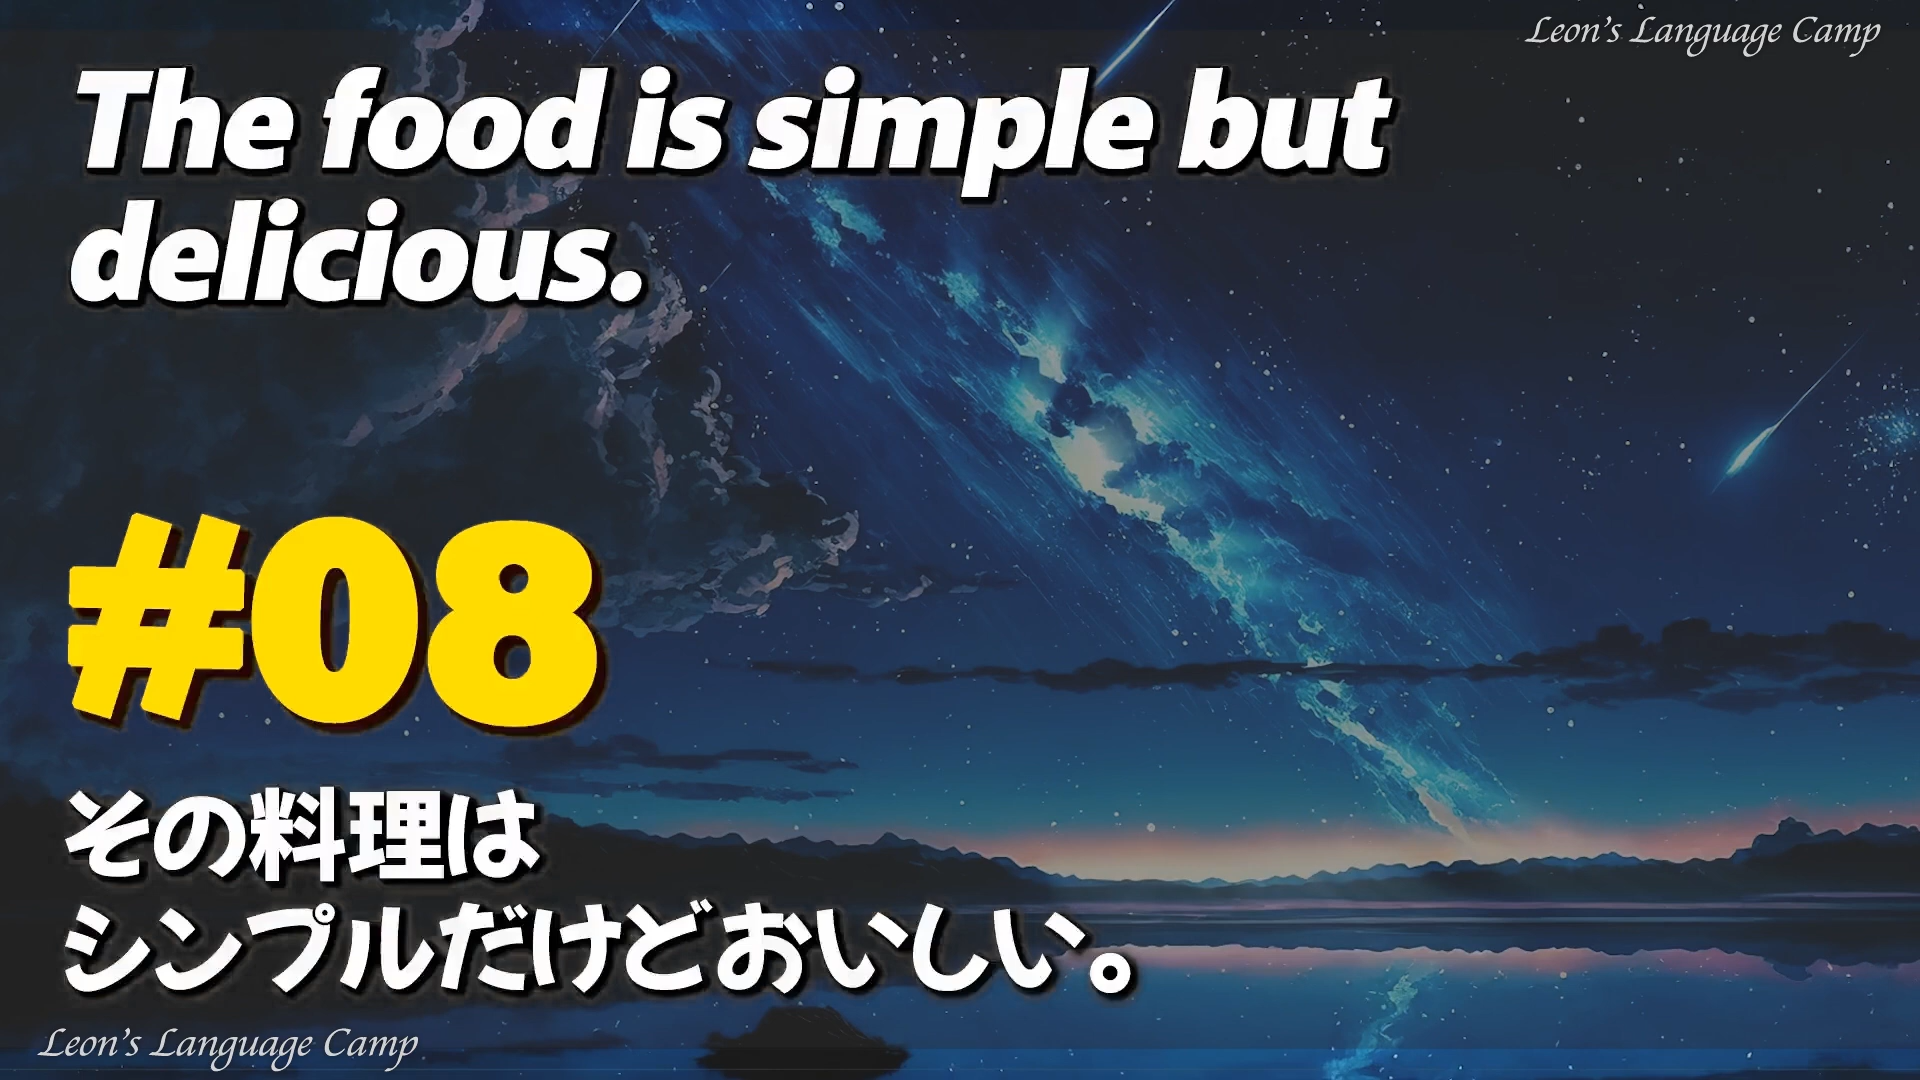 Leon's Language Camp
The food is simple but
delicious.
#08
その料理は
シンプルだけどおいしい。
Leon's Language Camp